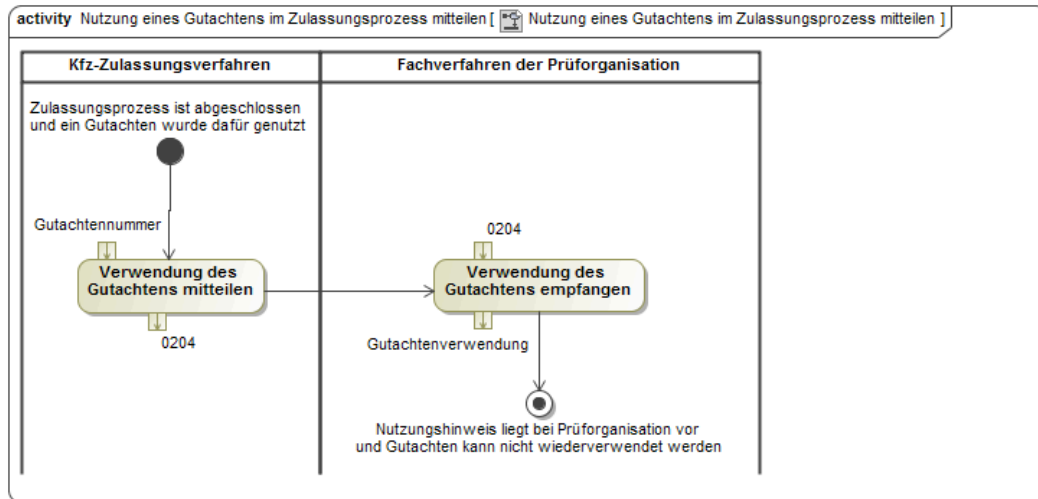 activity Nutzung eines Gutachtens im Zulassungsprozess mitteilen [ Nutzung eines Gutachtens im Zulassungsprozess mitteilen ]
Kfz-Zulassungsverfahren
Fachverfahren der Prüforganisation
Zulassungsprozess ist abgeschlossen
und ein Gutachten wurde dafür genutzt
Gutachtennummer
Verwendung des
Gutachtens mitteilen
0204
0204
Verwendung des
Gutachtens empfangen
Gutachtenverwendung
Nutzungshinweis liegt bei Prüforganisation vor
und Gutachten kann nicht wiederverwendet werden